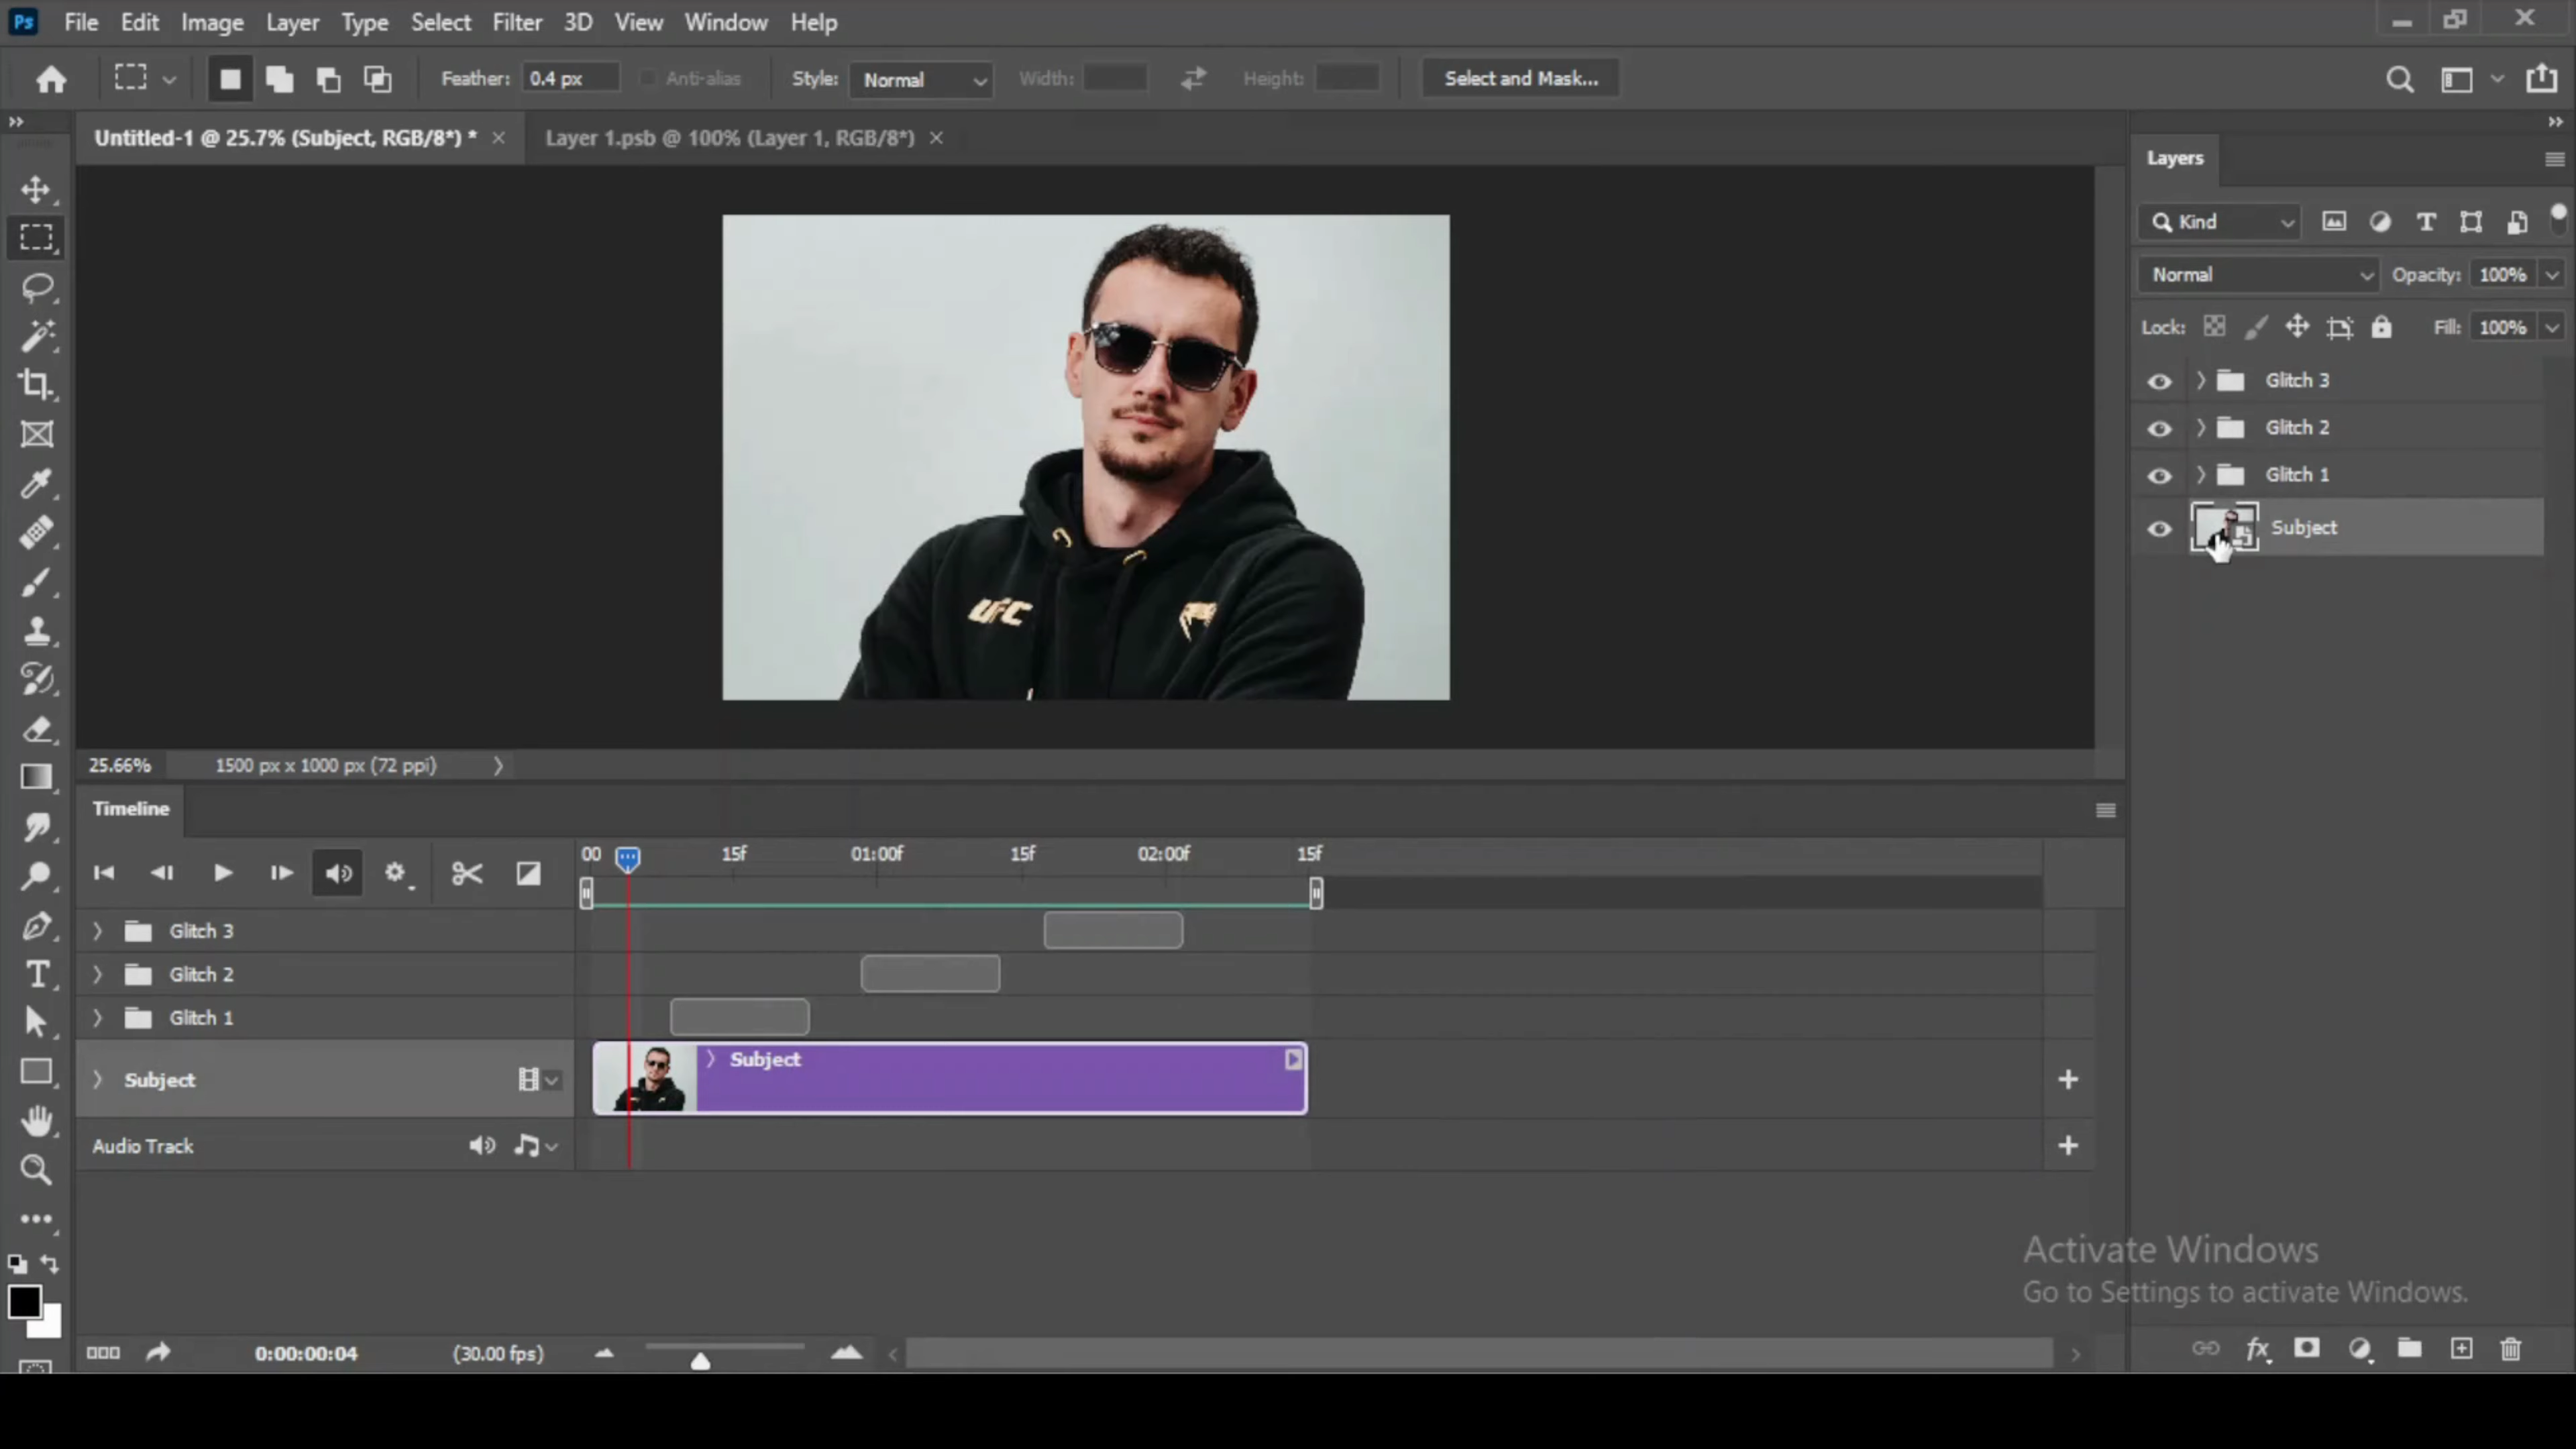 Ps File Edit Image Layer Type Select Filter 3D View Window Help
Feather: 0.4 px Anti-alias Style: Normal Width: Height: Select and Mask...
Untitled-1 @ 25.7% (Subject, RGB/8*) * × Layer 1.psb @ 100% (Layer 1, RGB/8*) ×
Layers
Kind
Normal Opacity: 100%
Lock: Fill: 100%
Glitch 3
Glitch 2
Glitch 1
Subject
UFC
25.66% 1500 px x 1000 px (72 ppi)
Timeline
00 15f 01:00f 15f 02:00f 15f
Glitch 3
Glitch 2
Glitch 1
Subject Subject
Audio Track
Activate Windows
Go to Settings to activate Windows.
0:00:00:04 (30.00 fps)